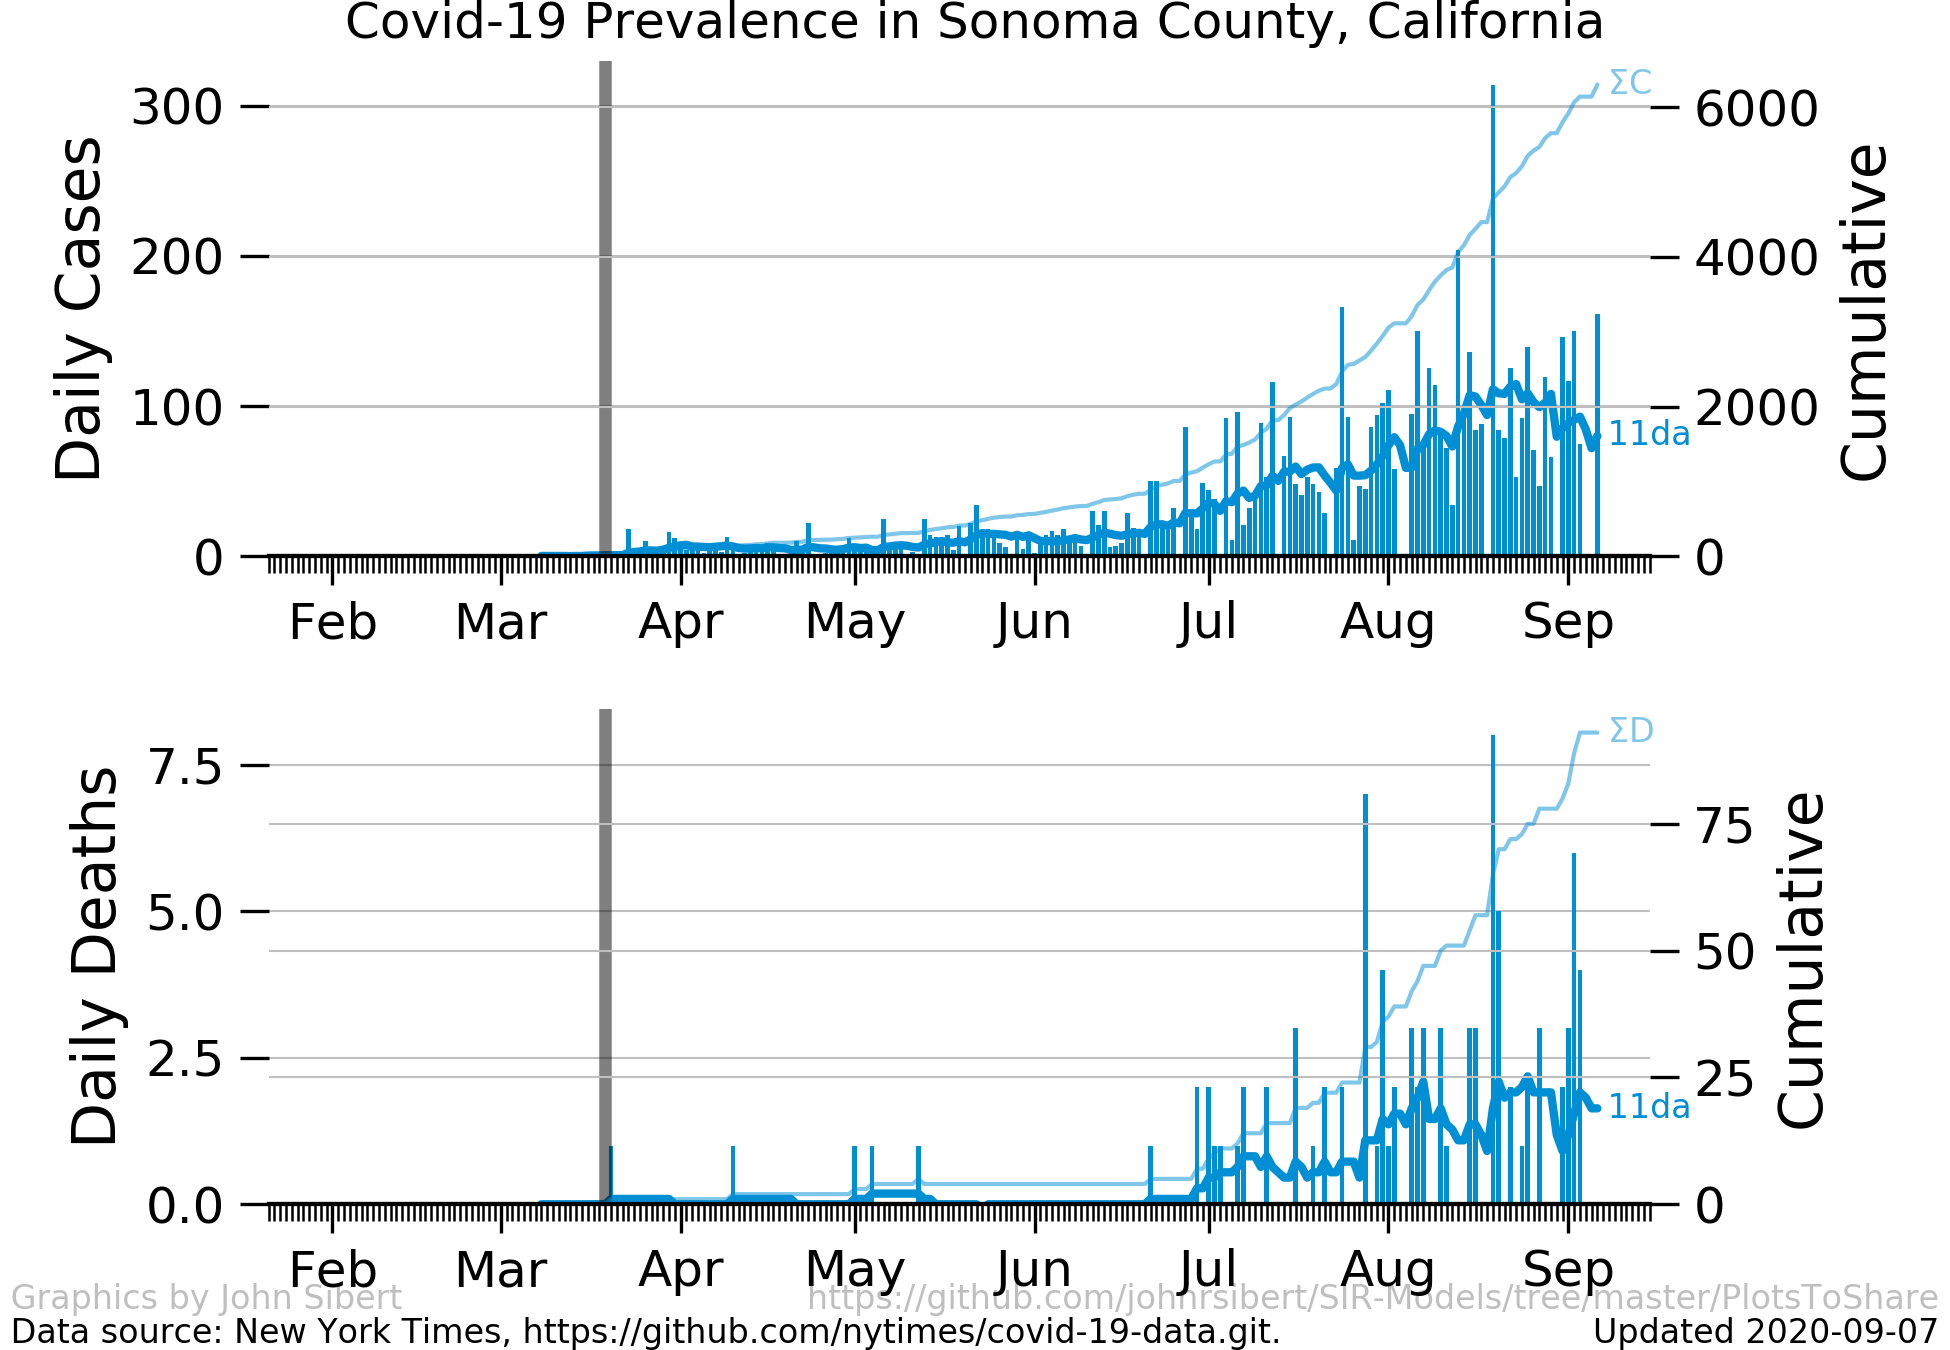 Covid-19 Prevalence in Sonoma County, California
Daily Cases
300
200
100
0
ΣC
11da
6000
4000
2000
0
Cumulative
Feb Mar Apr May Jun Jul Aug Sep
Daily Deaths
7.5
5.0
2.5
0.0
ΣD
11da
75
50
25
0
Cumulative
Feb Mar Apr May Jun Jul Aug Sep
Graphics by John Sibert https://github.com/johnrsibert/SIR-Models/tree/master/PlotsToShare
Data source: New York Times, https://github.com/nytimes/covid-19-data.git. Updated 2020-09-07